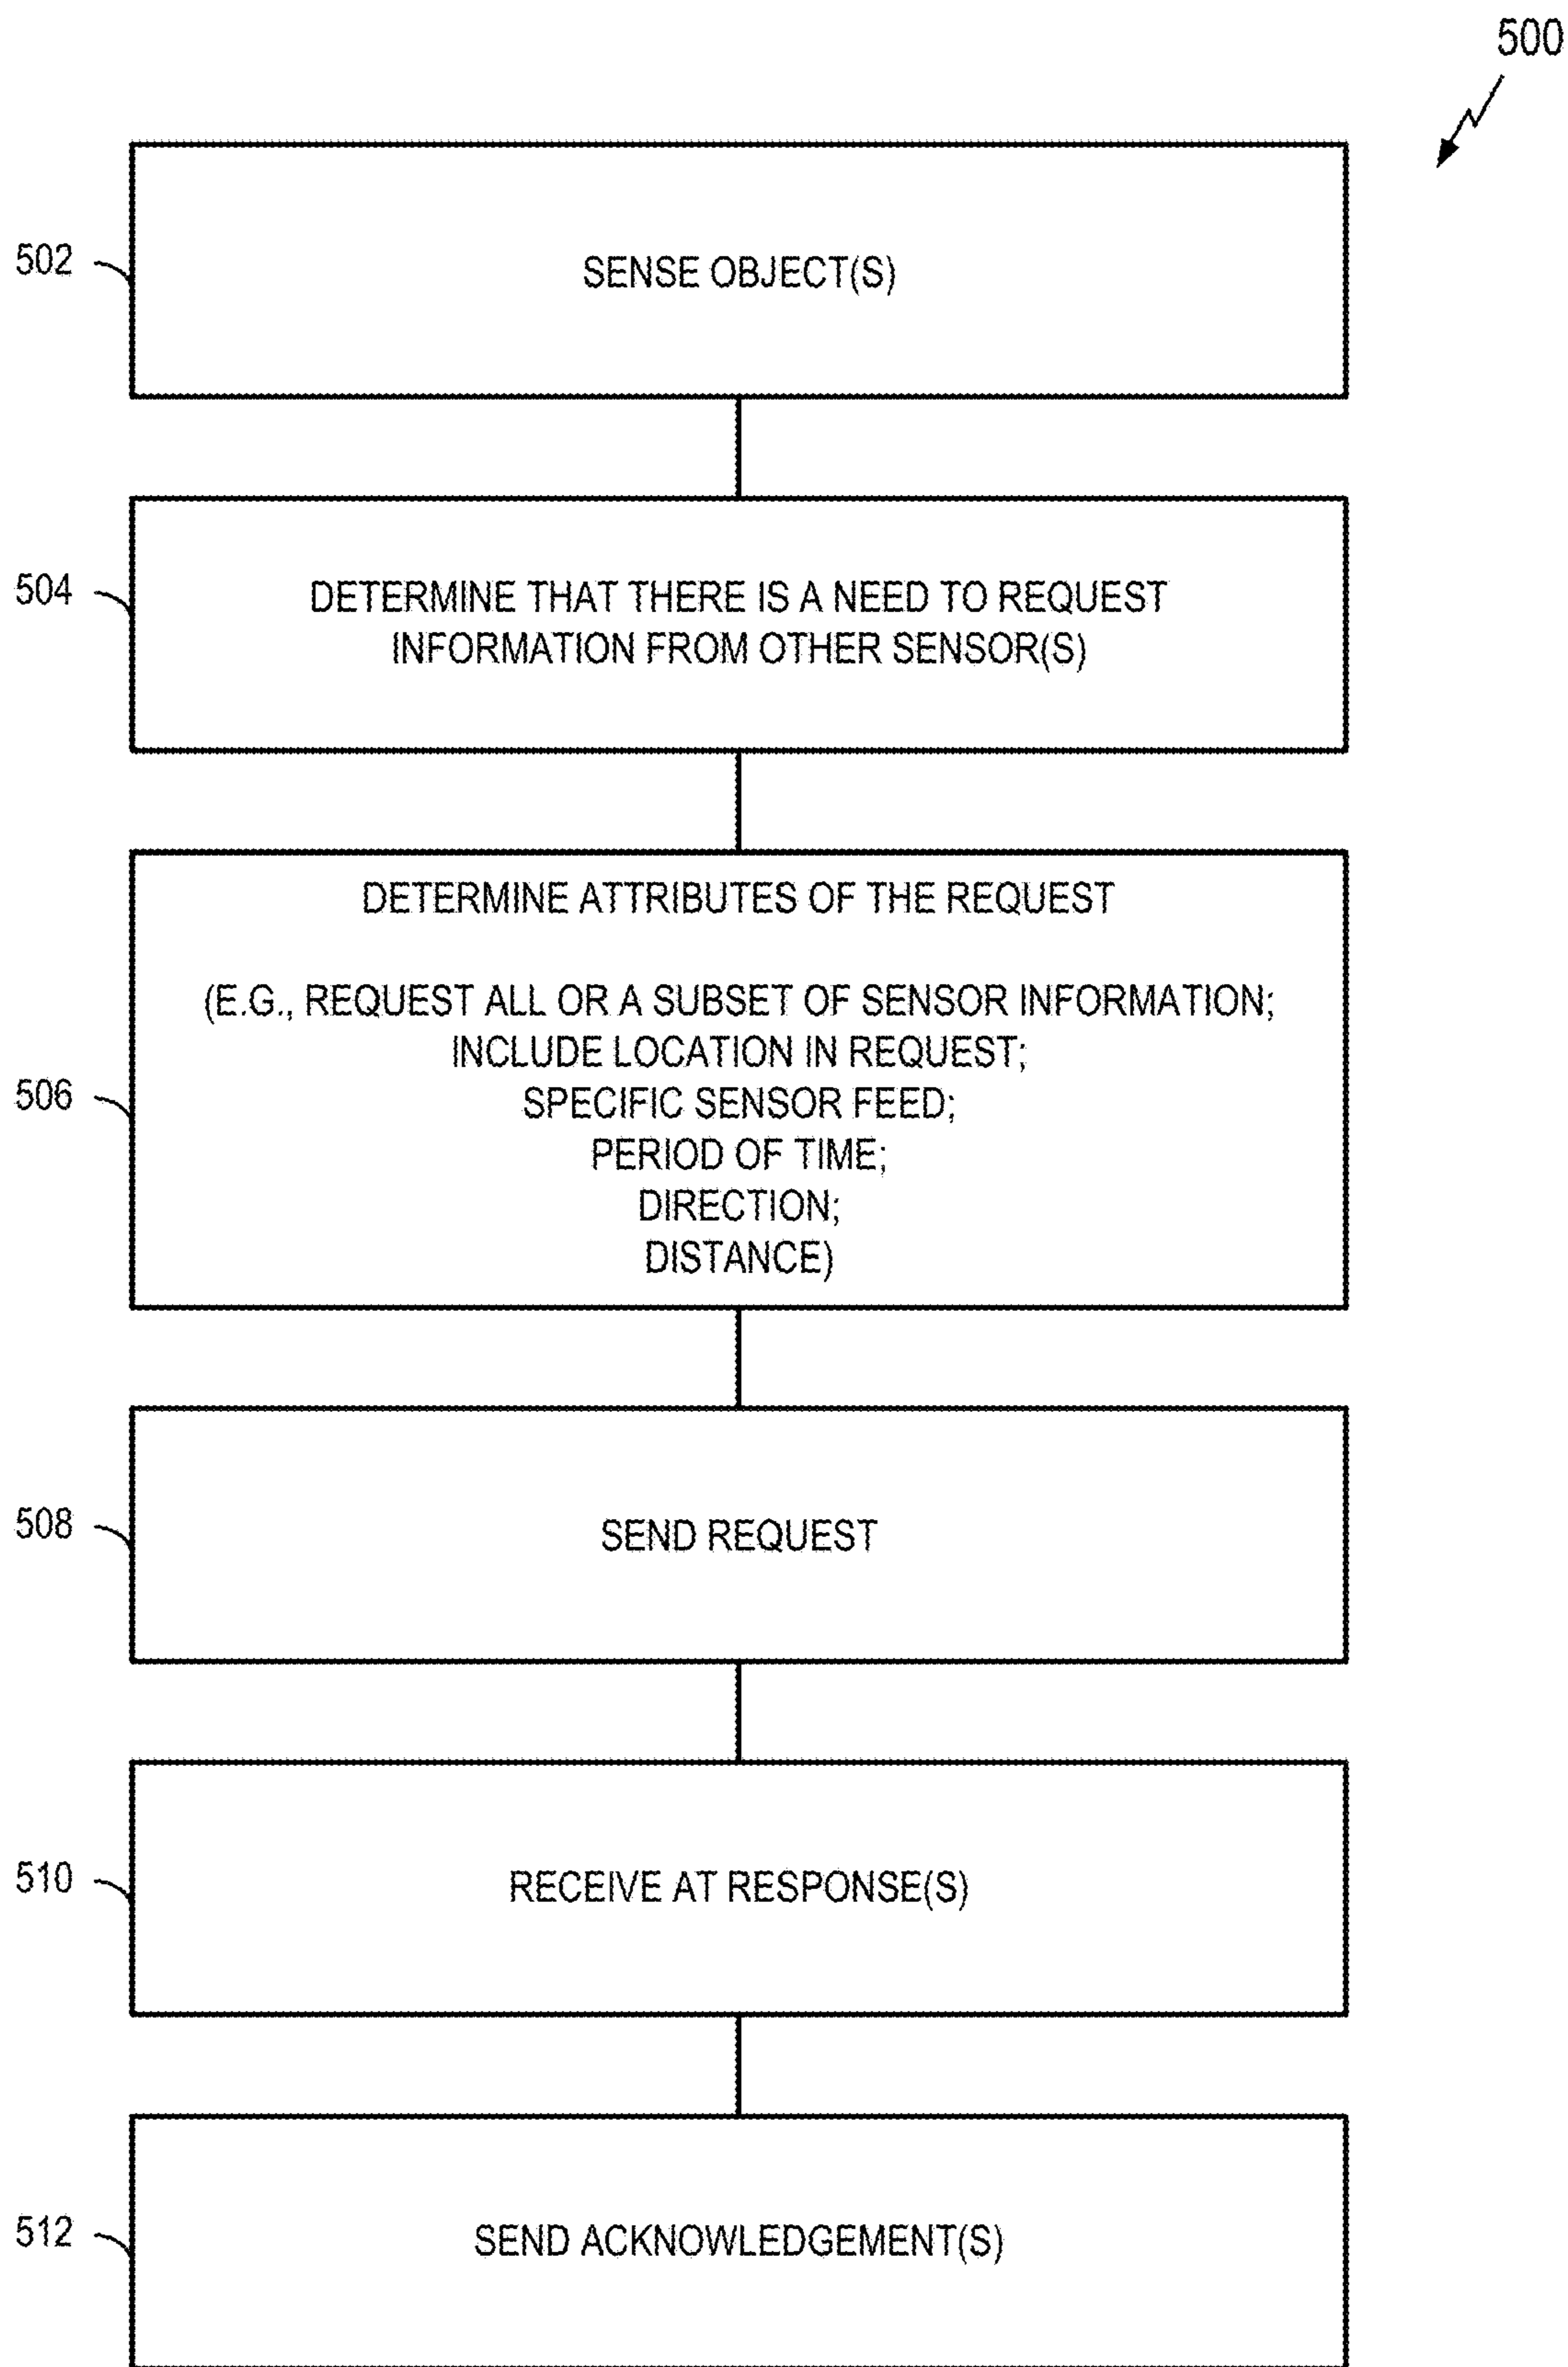 500
502
SENSE OBJECT(S)
504
DETERMINE THAT THERE IS A NEED TO REQUEST
INFORMATION FROM OTHER SENSOR(S)
DETERMINE ATTRIBUTES OF THE REQUEST
(E.G., REQUEST ALL OR A SUBSET OF SENSOR INFORMATION;
INCLUDE LOCATION IN REQUEST;
506
SPECIFIC SENSOR FEED;
PERIOD OF TIME;
DIRECTION;
DISTANCE)
508
SEND REQUEST
510
RECEIVE AT RESPONSE(S)
512
SEND ACKNOWLEDGEMENT(S)